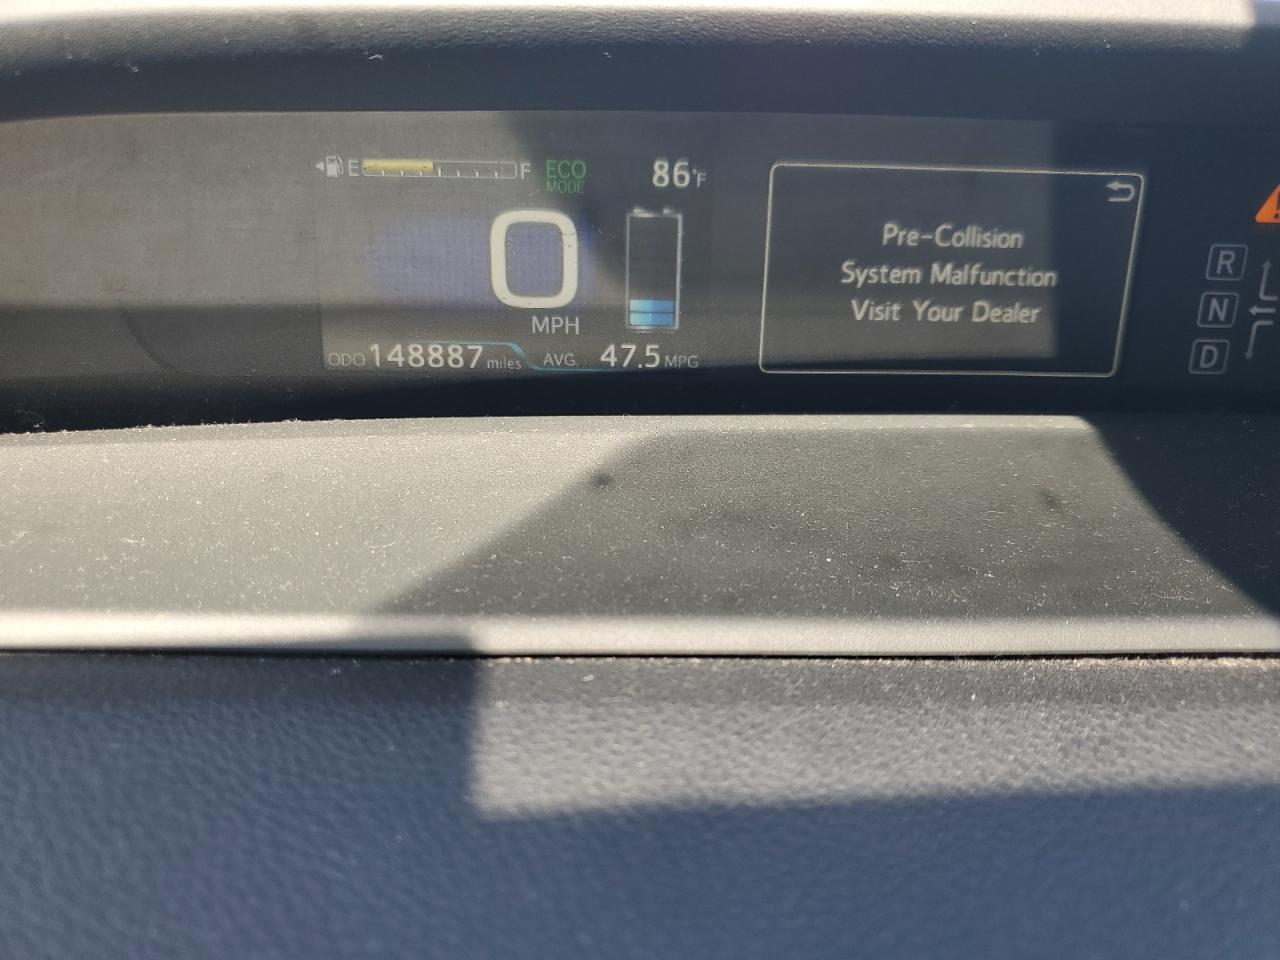 E F ECO 86°F
MODE
0
MPH
ODO 148887 miles AVG. 47.5 MPG
Pre-Collision
System Malfunction
Visit Your Dealer
R
N
D